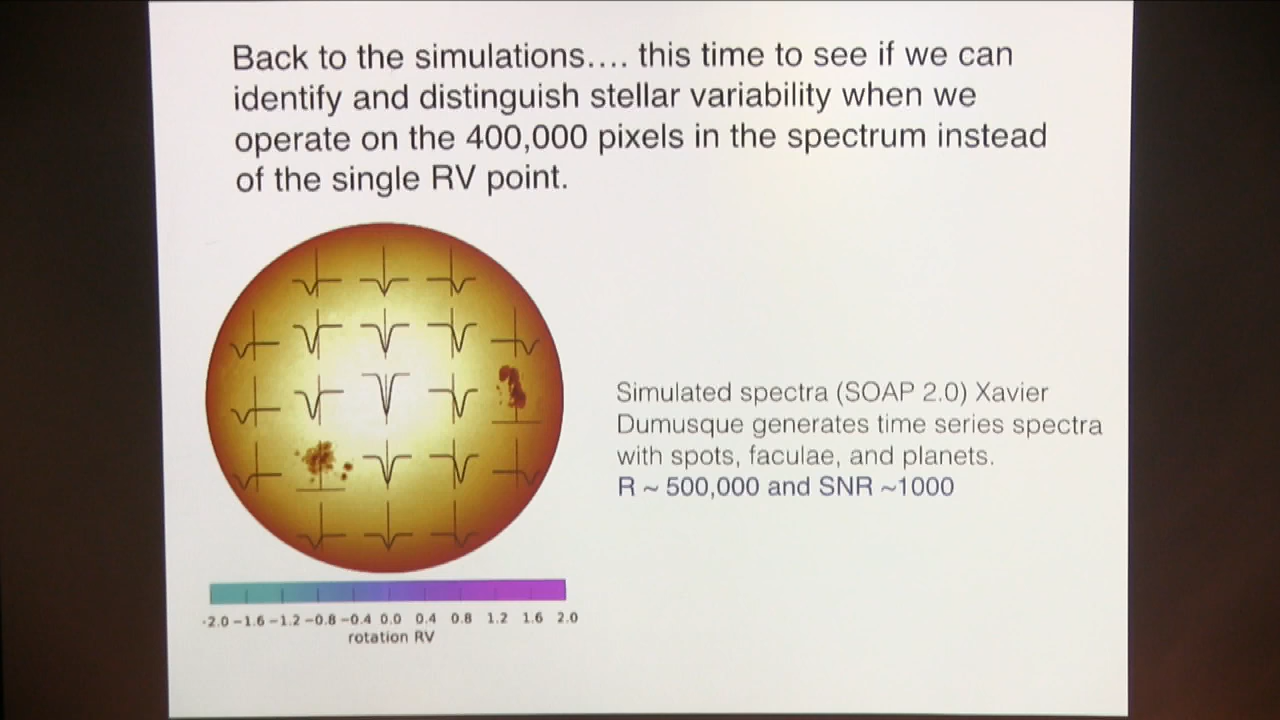 Back to the simulations.... this time to see if we can
identify and distinguish stellar variability when we
operate on the 400,000 pixels in the spectrum instead
of the single RV point.
Simulated spectra (SOAP 2.0) Xavier
Dumusque generates time series spectra
with spots, faculae, and planets.
R ~ 500,000 and SNR ~1000
-2.0 -1.6 -1.2 -0.8 -0.4 0.0 0.4 0.8 1.2 1.6 2.0
rotation RV